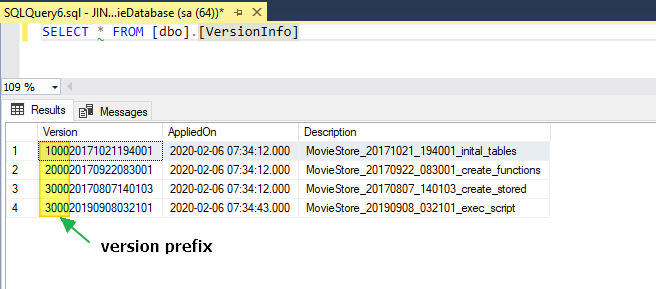 SQLQuery6.sql - JIN...ieDatabase (sa (64))*
SELECT * FROM [dbo].[VersionInfo]
109 %
Results Messages
Version AppliedOn Description
1 100020171021194001 2020-02-06 07:34:12.000 MovieStore_20171021_194001_inital_tables
2 200020170922083001 2020-02-06 07:34:12.000 MovieStore_20170922_083001_create_functions
3 300020170807140103 2020-02-06 07:34:12.000 MovieStore_20170807_140103_create_stored
4 300020190908032101 2020-02-06 07:34:43.000 MovieStore_20190908_032101_exec_script
version prefix